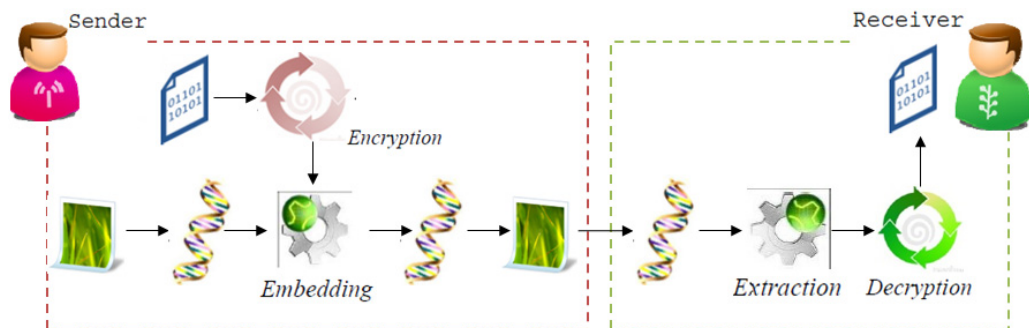 Sender
Receiver
01101
10101
01101
10101
Encryption
Embedding
Extraction
Decryption